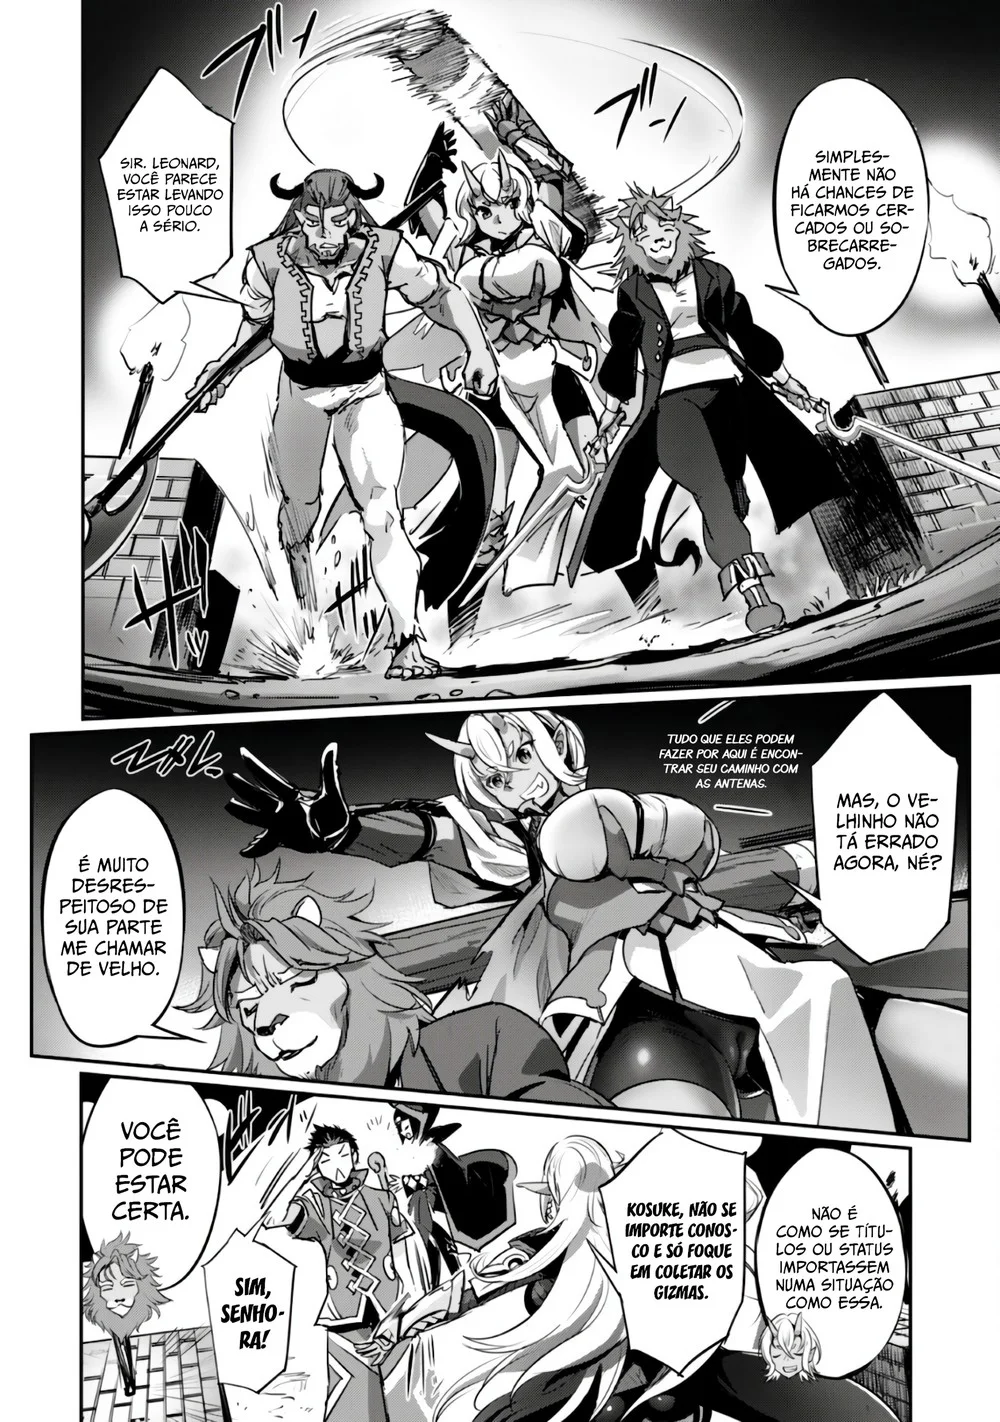 SIMPLES-
MENTE NÃO
HÁ CHANCES DE
FICARMOS CER-
CADOS OU SO-
BRECARRE-
GADOS.
SIR. LEONARD,
VOCÊ PARECE
ESTAR LEVANDO
ISSO POUCO
A SÉRIO.
MAS, O VE-
LHINHO NÃO
TÁ ERRADO
AGORA, NÉ?
TUDO QUE ELES PODEM
FAZER POR AQUI É ENCON-
TRAR SEU CAMINHO COM
AS ANTENAS.
É MUITO
DESRES-
PEITOSO DE
SUA PARTE
ME CHAMAR
DE VELHO.
NÃO É
COMO SE TÍTU-
LOS OU STATUS
IMPORTASSEM
NUMA SITUAÇÃO
COMO ESSA.
KOSUKE, NÃO SE
IMPORTE CONOS-
CO E SÓ FOQUE
EM COLETAR OS
GIZMAS.
SIM,
SENHO-
RA!
VOCÊ
PODE
ESTAR
CERTA.